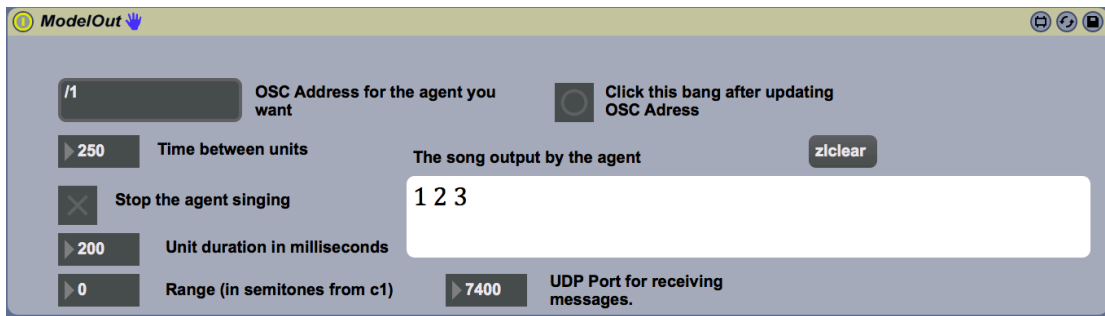 ModelOut
/1
OSC Address for the agent you
want
Click this bang after updating
OSC Adress
250
Time between units
The song output by the agent
zlclear
Stop the agent singing
1 2 3
200
Unit duration in milliseconds
0
Range (in semitones from c1)
7400
UDP Port for receiving
messages.